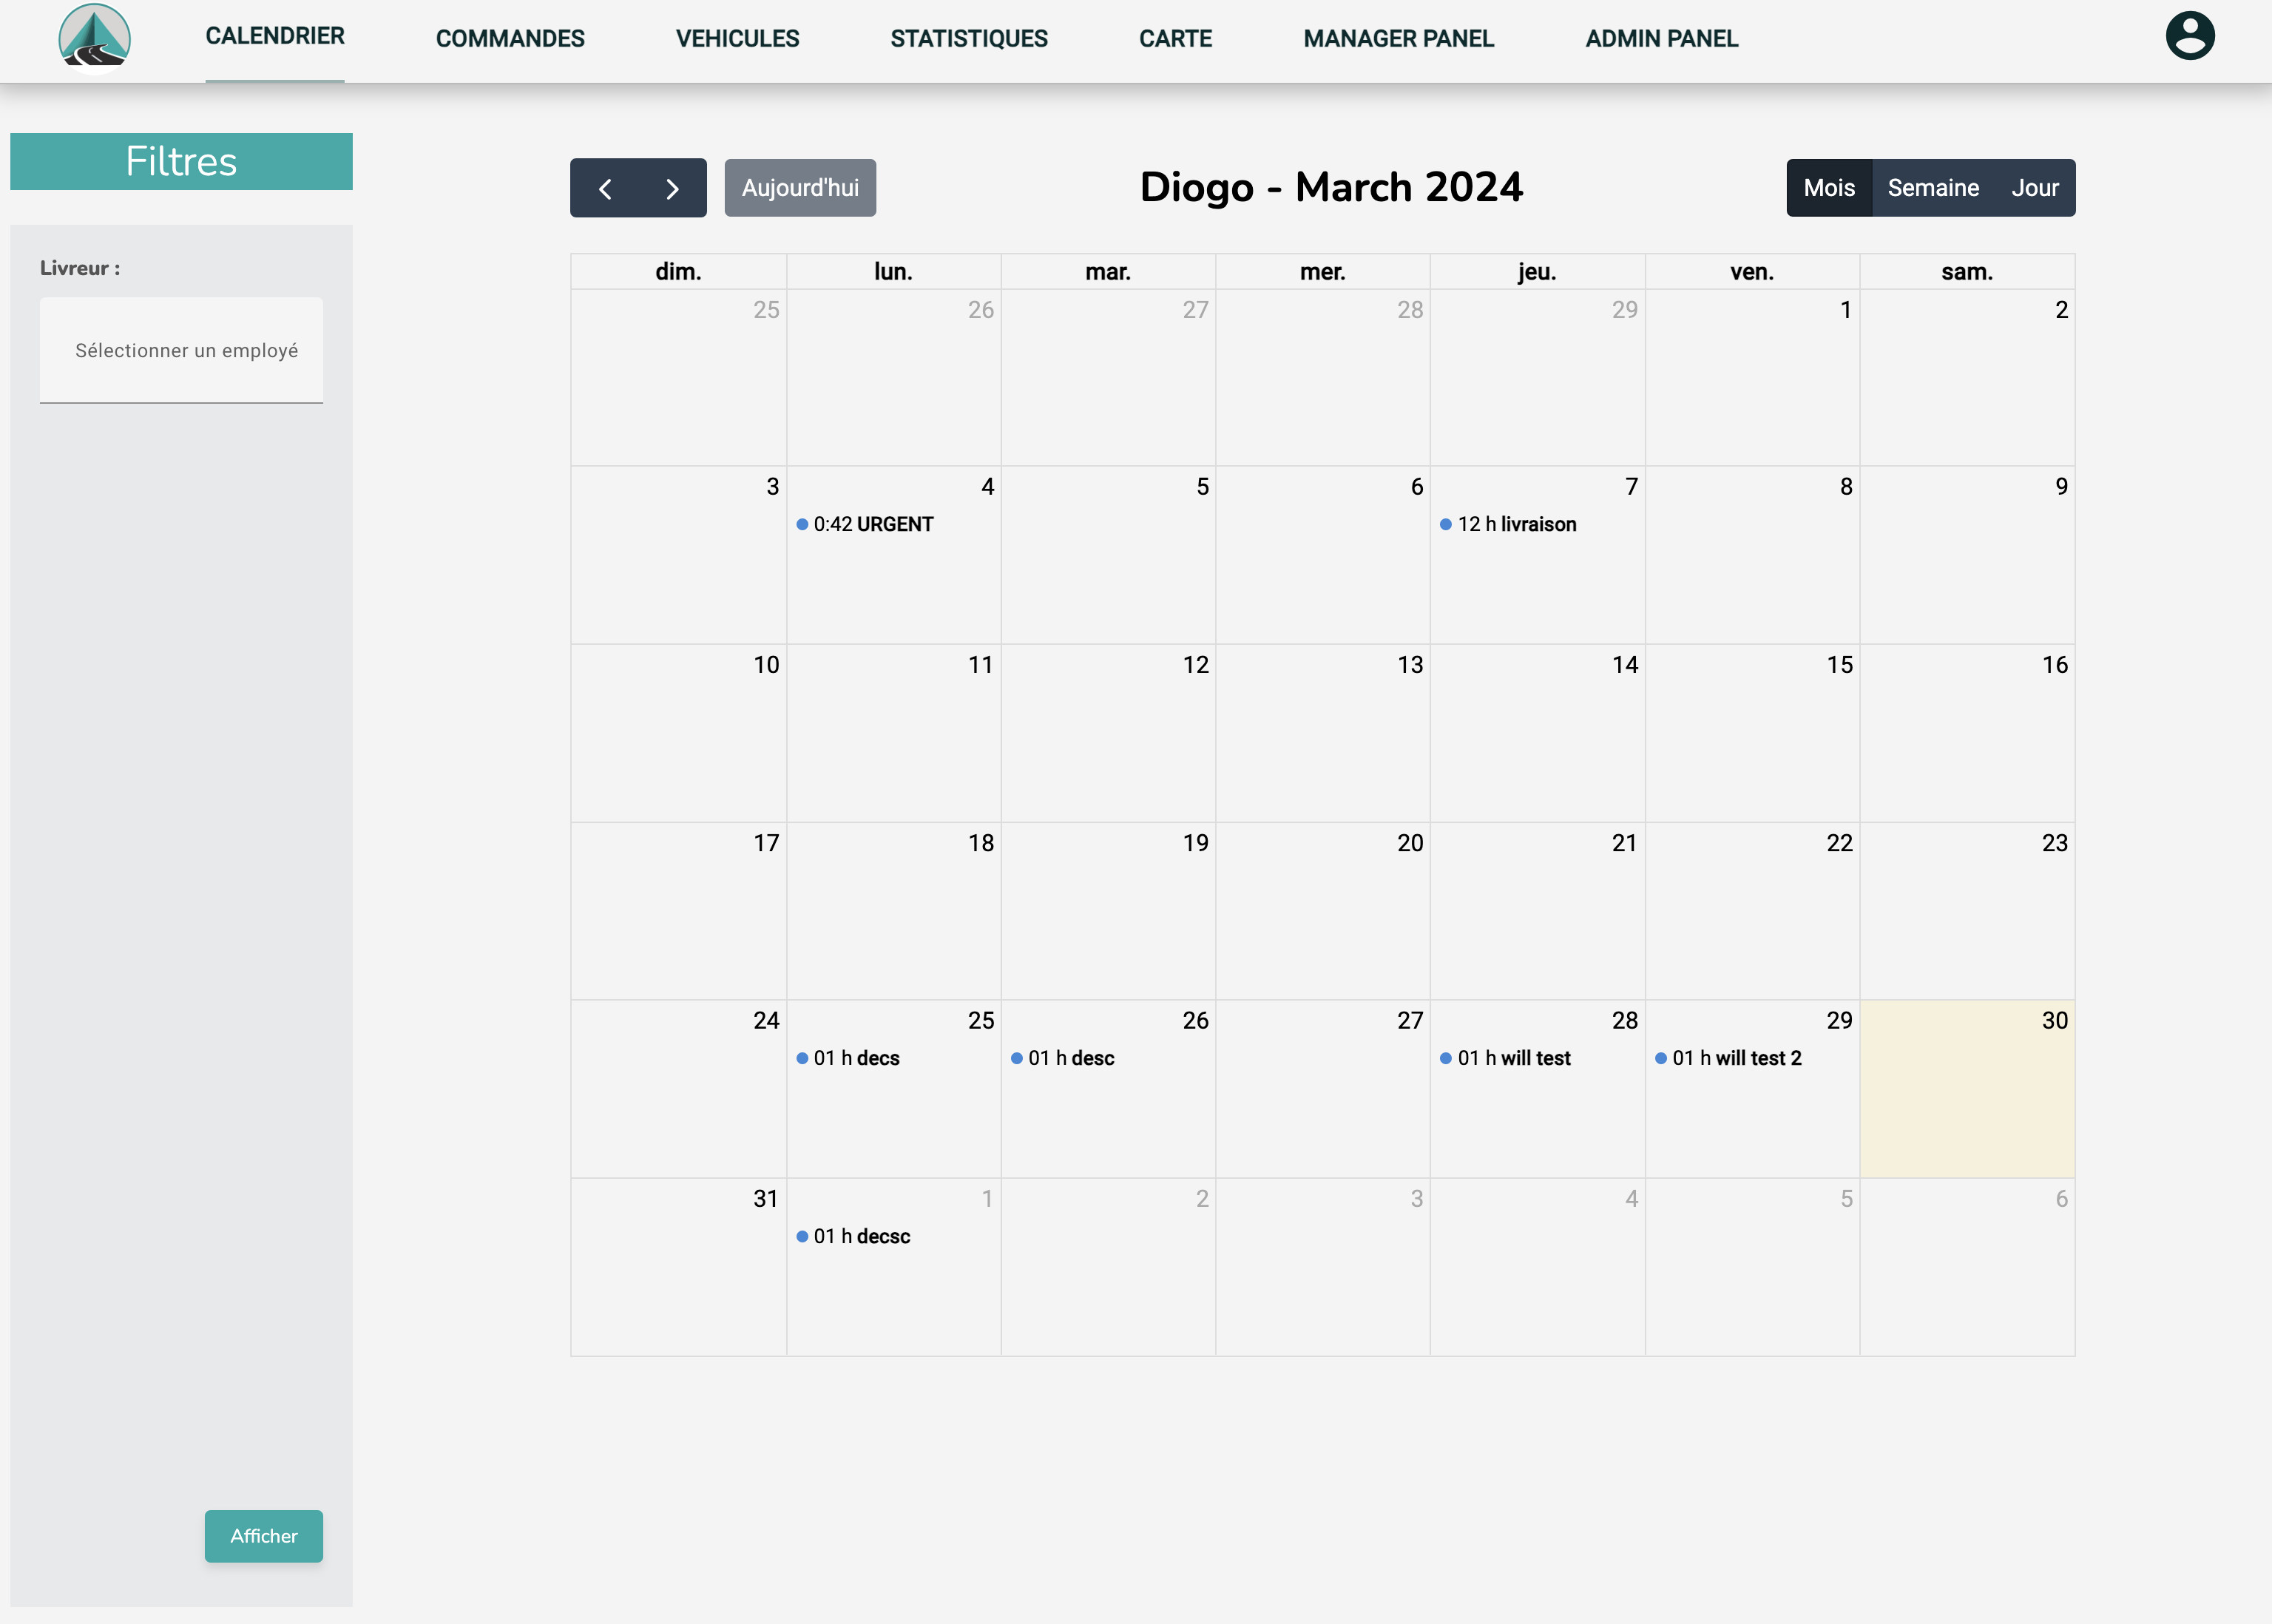 CALENDRIER COMMANDES VEHICULES STATISTIQUES CARTE MANAGER PANEL ADMIN PANEL
Filtres
Livreur :
Sélectionner un employé
Afficher
Aujourd'hui
Diogo - March 2024
Mois Semaine Jour
dim. lun. mar. mer. jeu. ven. sam.
25 26 27 28 29 1 2
3 4 5 6 7 8 9
0:42 URGENT 12 h livraison
10 11 12 13 14 15 16
17 18 19 20 21 22 23
24 25 26 27 28 29 30
01 h decs 01 h desc 01 h will test 01 h will test 2
31 1 2 3 4 5 6
01 h decsc